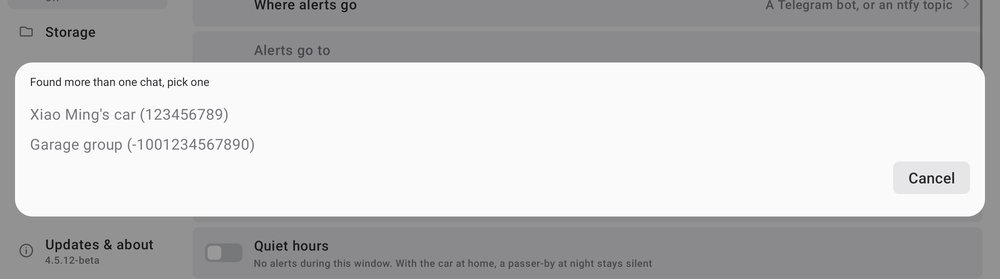 Where alerts go
A Telegram bot, or an ntfy topic
Storage
Alerts go to
Found more than one chat, pick one
Xiao Ming's car (123456789)
Garage group (-1001234567890)
Cancel
Updates & about
4.5.12-beta
Quiet hours
No alerts during this window. With the car at home, a passer-by at night stays silent